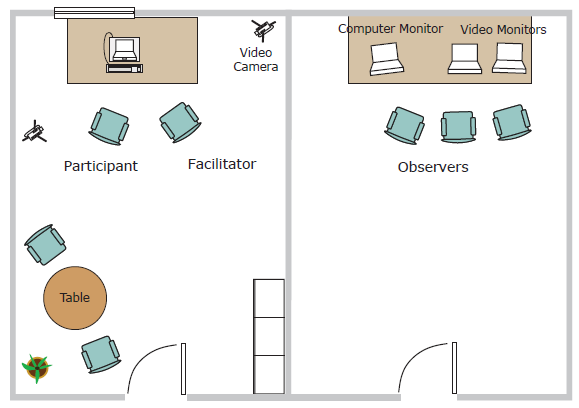 Computer Monitor
Video Monitors
Video
Camera
Participant
Facilitator
Observers
Table